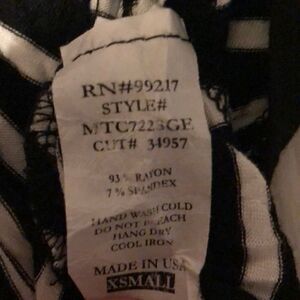 RN#99217
STYLE#
MTC7223GE
CUT# 34957
93 % RAYON
7 % SPANDEX
HAND WASH COLD
DO NOT BLEACH
HANG DRY
COOL IRON
MADE IN USA
XSMALL